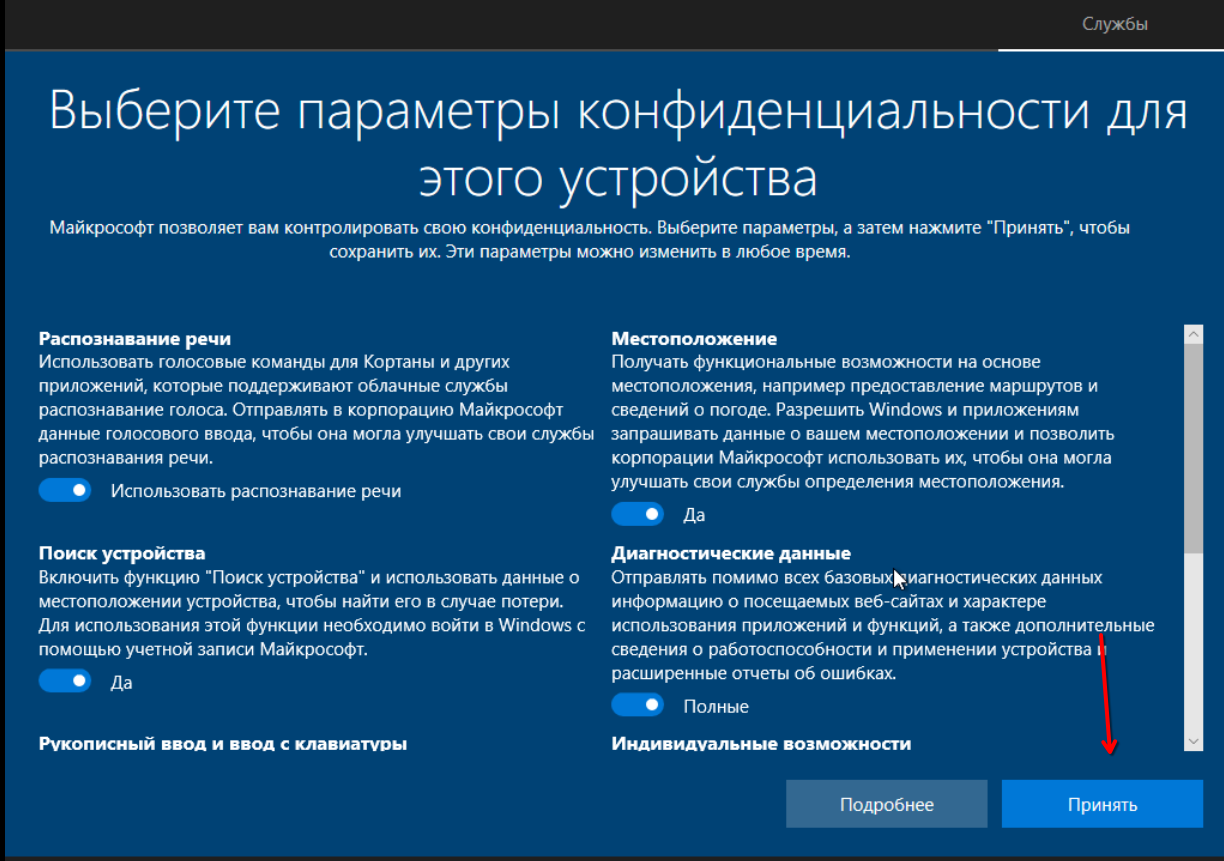 Службы
Выберите параметры конфиденциальности для
этого устройства
Майкрософт позволяет вам контролировать свою конфиденциальность. Выберите параметры, а затем нажмите "Принять", чтобы
сохранить их. Эти параметры можно изменить в любое время.
Распознавание речи
Использовать голосовые команды для Кортаны и других
приложений, которые поддерживают облачные службы
распознавание голоса. Отправлять в корпорацию Майкрософт
данные голосового ввода, чтобы она могла улучшать свои службы
распознавания речи.
Использовать распознавание речи
Местоположение
Получать функциональные возможности на основе
местоположения, например предоставление маршрутов и
сведений о погоде. Разрешить Windows и приложениям
запрашивать данные о вашем местоположении и позволить
корпорации Майкрософт использовать их, чтобы она могла
улучшать свои службы определения местоположения.
Да
Поиск устройства
Включить функцию "Поиск устройства" и использовать данные о
местоположении устройства, чтобы найти его в случае потери.
Для использования этой функции необходимо войти в Windows с
помощью учетной записи Майкрософт.
Да
Диагностические данные
Отправлять помимо всех базовых диагностических данных
информацию о посещаемых веб-сайтах и характере
использования приложений и функций, а также дополнительные
сведения о работоспособности и применении устройства и
расширенные отчеты об ошибках.
Полные
Рукописный ввод и ввод с клавиатуры
Индивидуальные возможности
Подробнее
Принять